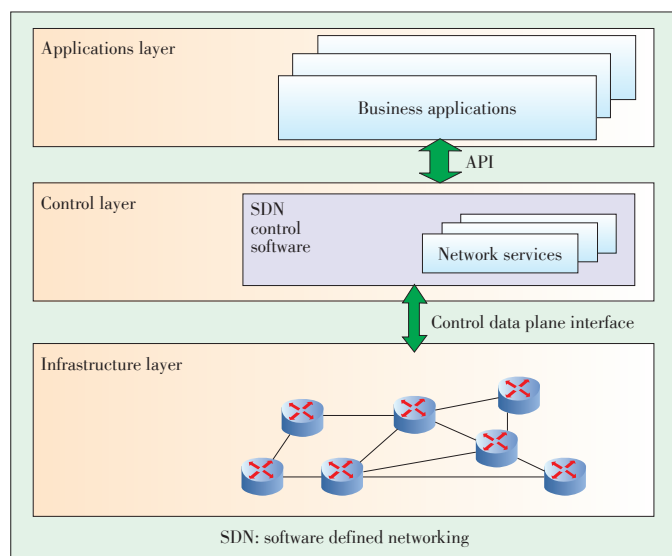 Applications layer
Business applications
API
Control layer
SDN
control
software
Network services
Control data plane interface
Infrastructure layer
SDN: software defined networking